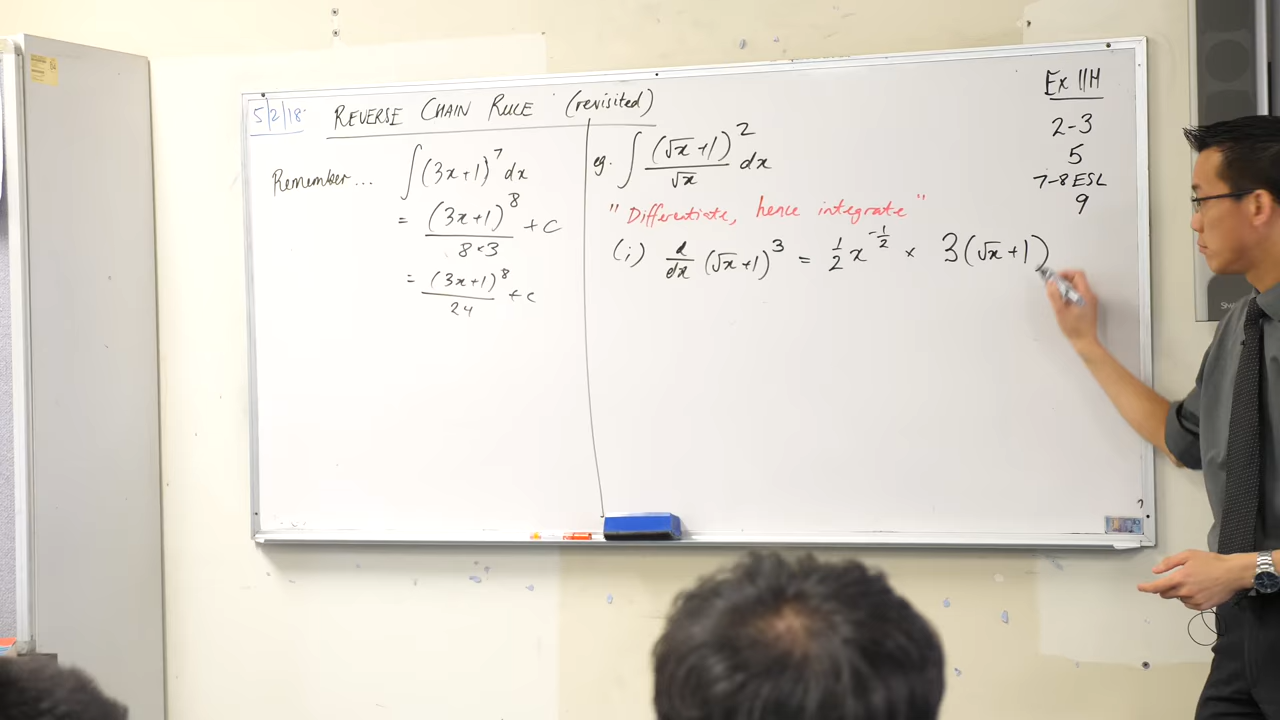 5/2/18
REVERSE CHAIN RULE (revisited)
Remember... ∫(3x+1)^7 dx
= (3x+1)^8 / 8×3 + C
= (3x+1)^8 / 24 + C
eg. ∫ (√x+1)^2 / √x dx
"Differentiate, hence integrate"
(i) d/dx (√x+1)^3 = 1/2 x^(-1/2) × 3(√x+1)
Ex 11H
2-3
5
7-8 ESL
9